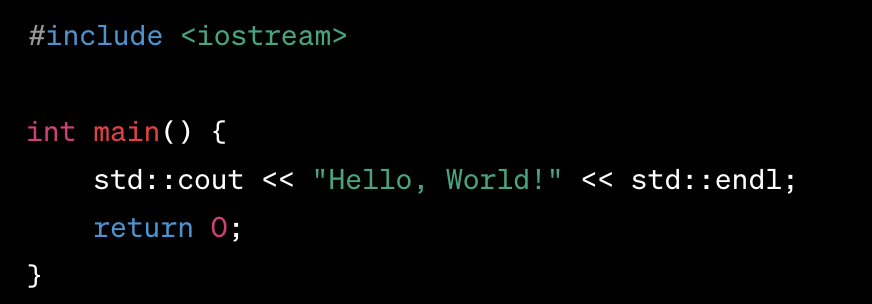 #include <iostream>

int main() {
    std::cout << "Hello, World!" << std::endl;
    return 0;
}